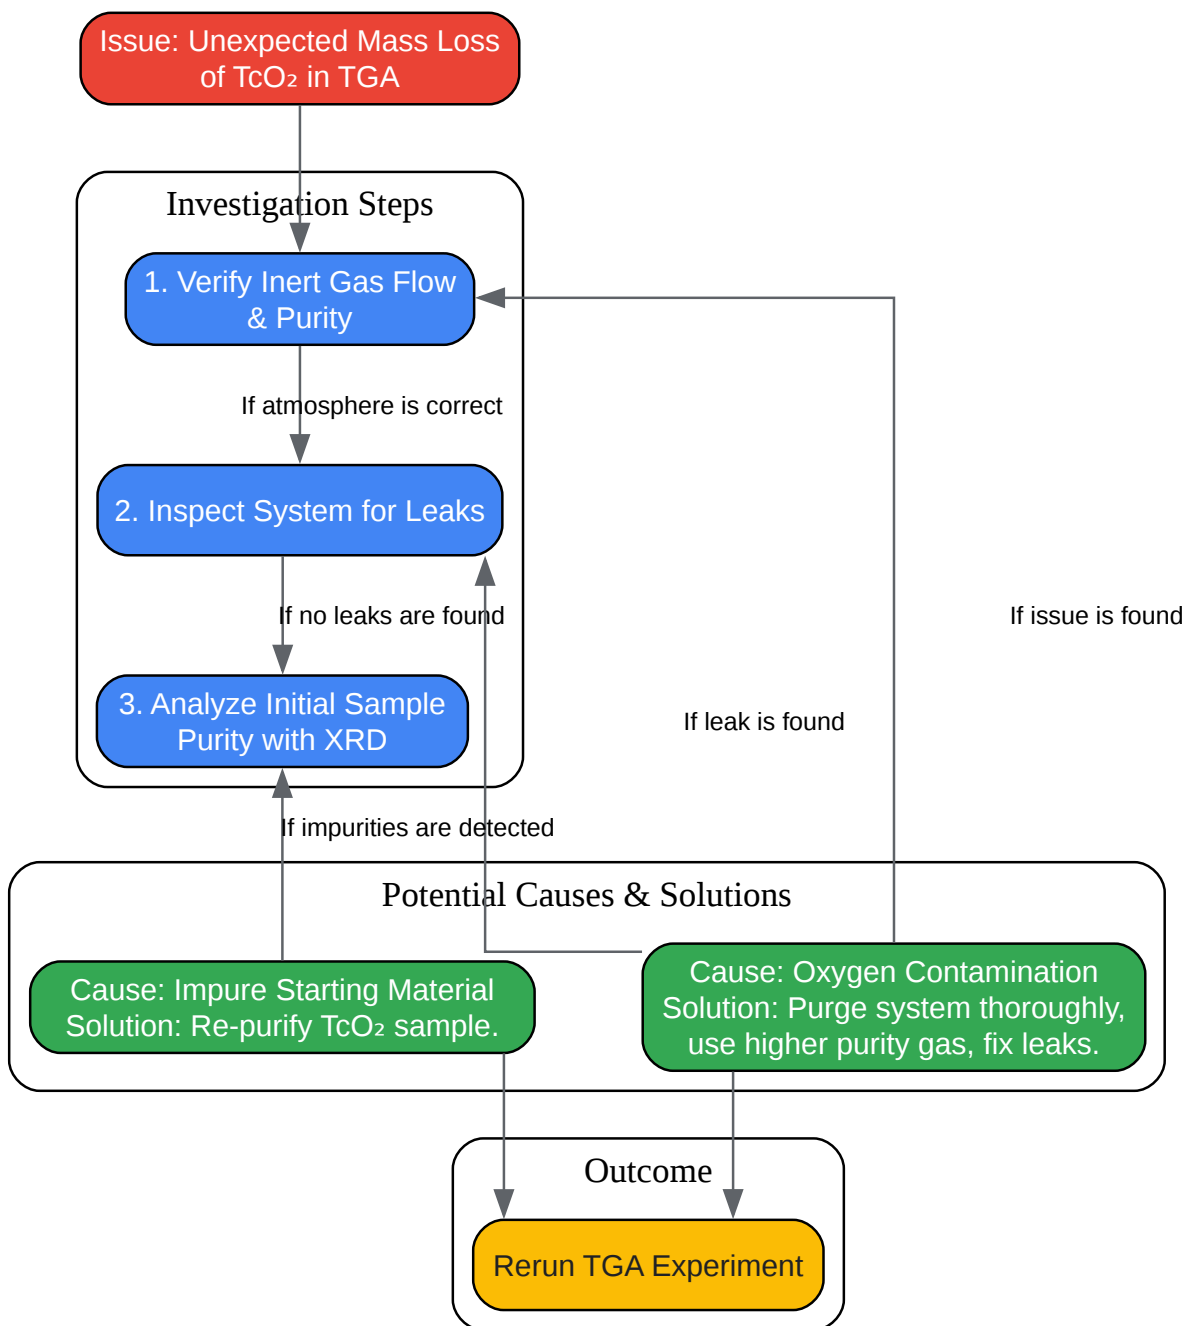 Issue: Unexpected Mass Loss
of TcO₂ in TGA
Investigation Steps
1. Verify Inert Gas Flow
& Purity
If atmosphere is correct
2. Inspect System for Leaks
If no leaks are found
If issue is found
3. Analyze Initial Sample
Purity with XRD
If leak is found
If impurities are detected
Potential Causes & Solutions
Cause: Impure Starting Material
Solution: Re-purify TcO₂ sample.
Cause: Oxygen Contamination
Solution: Purge system thoroughly,
use higher purity gas, fix leaks.
Outcome
Rerun TGA Experiment